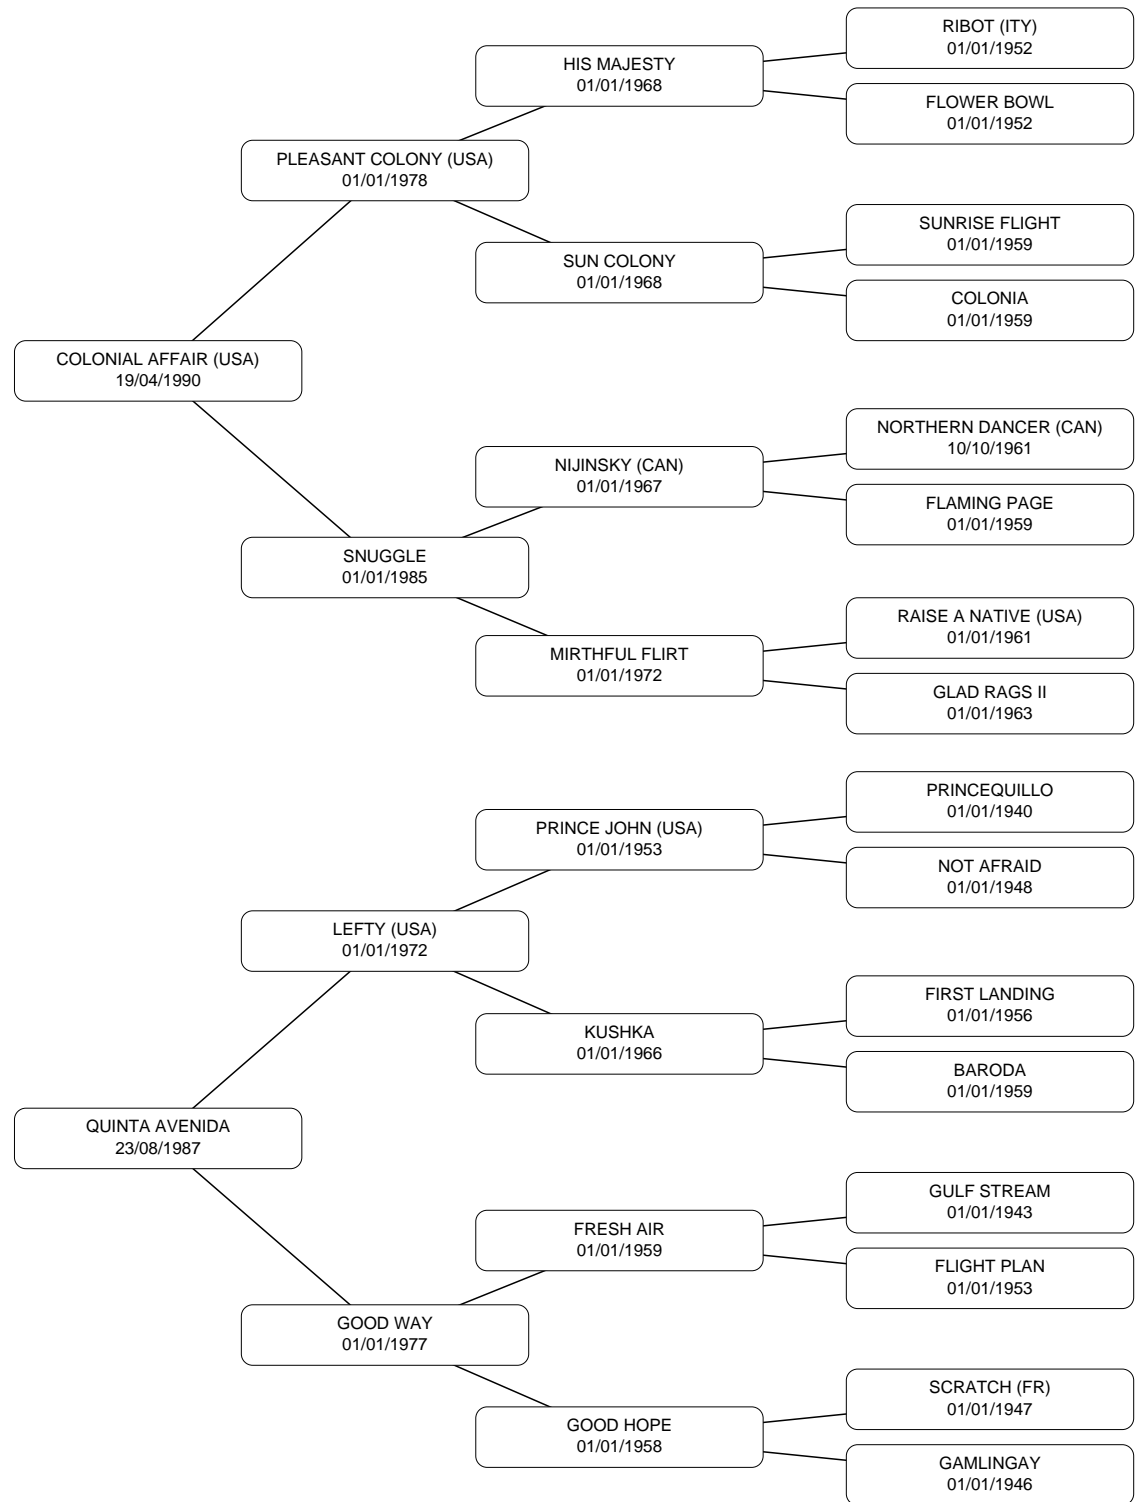 RIBOT (ITY)
01/01/1952
HIS MAJESTY
01/01/1968
FLOWER BOWL
01/01/1952
PLEASANT COLONY (USA)
01/01/1978
SUNRISE FLIGHT
01/01/1959
SUN COLONY
01/01/1968
COLONIA
01/01/1959
COLONIAL AFFAIR (USA)
19/04/1990
NORTHERN DANCER (CAN)
10/10/1961
NIJINSKY (CAN)
01/01/1967
FLAMING PAGE
01/01/1959
SNUGGLE
01/01/1985
RAISE A NATIVE (USA)
01/01/1961
MIRTHFUL FLIRT
01/01/1972
GLAD RAGS II
01/01/1963
PRINCEQUILLO
01/01/1940
PRINCE JOHN (USA)
01/01/1953
NOT AFRAID
01/01/1948
LEFTY (USA)
01/01/1972
FIRST LANDING
01/01/1956
KUSHKA
01/01/1966
BARODA
01/01/1959
QUINTA AVENIDA
23/08/1987
GULF STREAM
01/01/1943
FRESH AIR
01/01/1959
FLIGHT PLAN
01/01/1953
GOOD WAY
01/01/1977
SCRATCH (FR)
01/01/1947
GOOD HOPE
01/01/1958
GAMLINGAY
01/01/1946